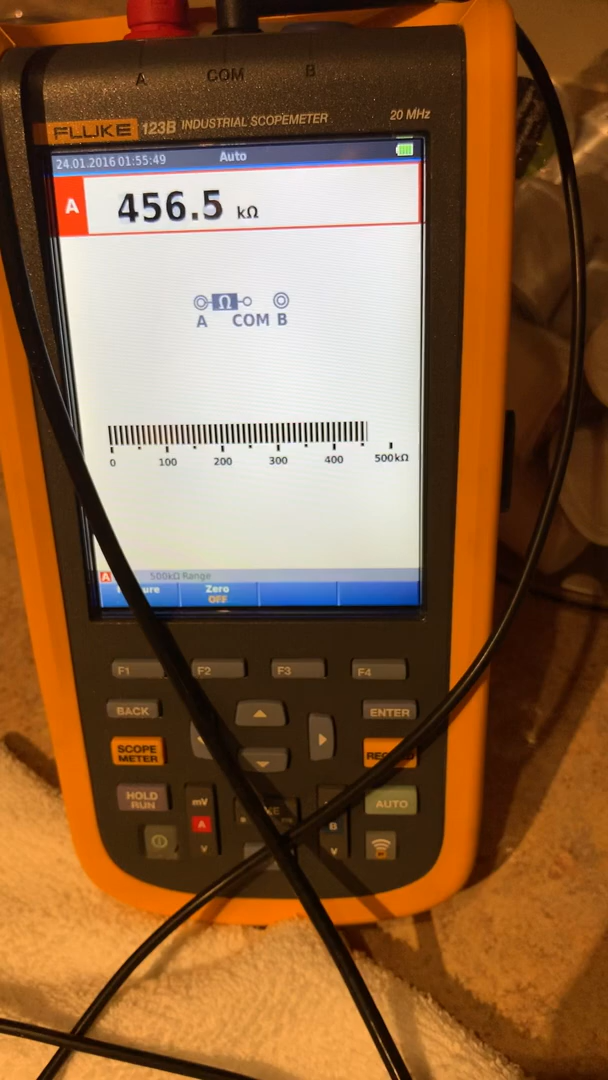 A COM B
FLUKE 123B INDUSTRIAL SCOPEMETER 20 MHz
24.01.2016 01:55:49 Auto
A 456.5 kΩ
Ω
A COM B
0 100 200 300 400 500kΩ
A 500kΩ Range
Zero
OFF
F1 F2 F3 F4
BACK ENTER
SCOPE
METER
HOLD
RUN
mV AUTO
A B
V V